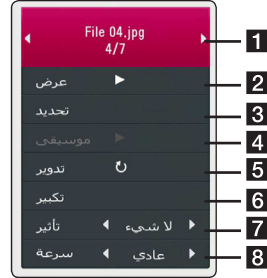 File 04.jpg
4/7
1
عرض
2
تحديد
3
موسيقى
4
تدوير
5
تكبير
6
تأثير لا شيء
7
سرعة عادي
8